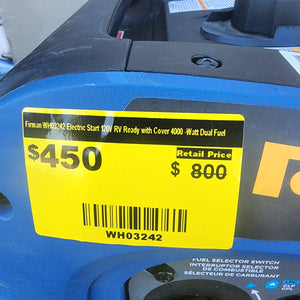 Firman WH03242 Electric Start 120V RV Ready with Cover 4000 -Watt Dual Fuel
$450
Retail Price
$ 800
WH03242
FUEL SELECTOR SWITCH
INTERRUPTOR SELECTOR
DE COMBUSTIBLE
SÉLECTEUR DE CARBURANT